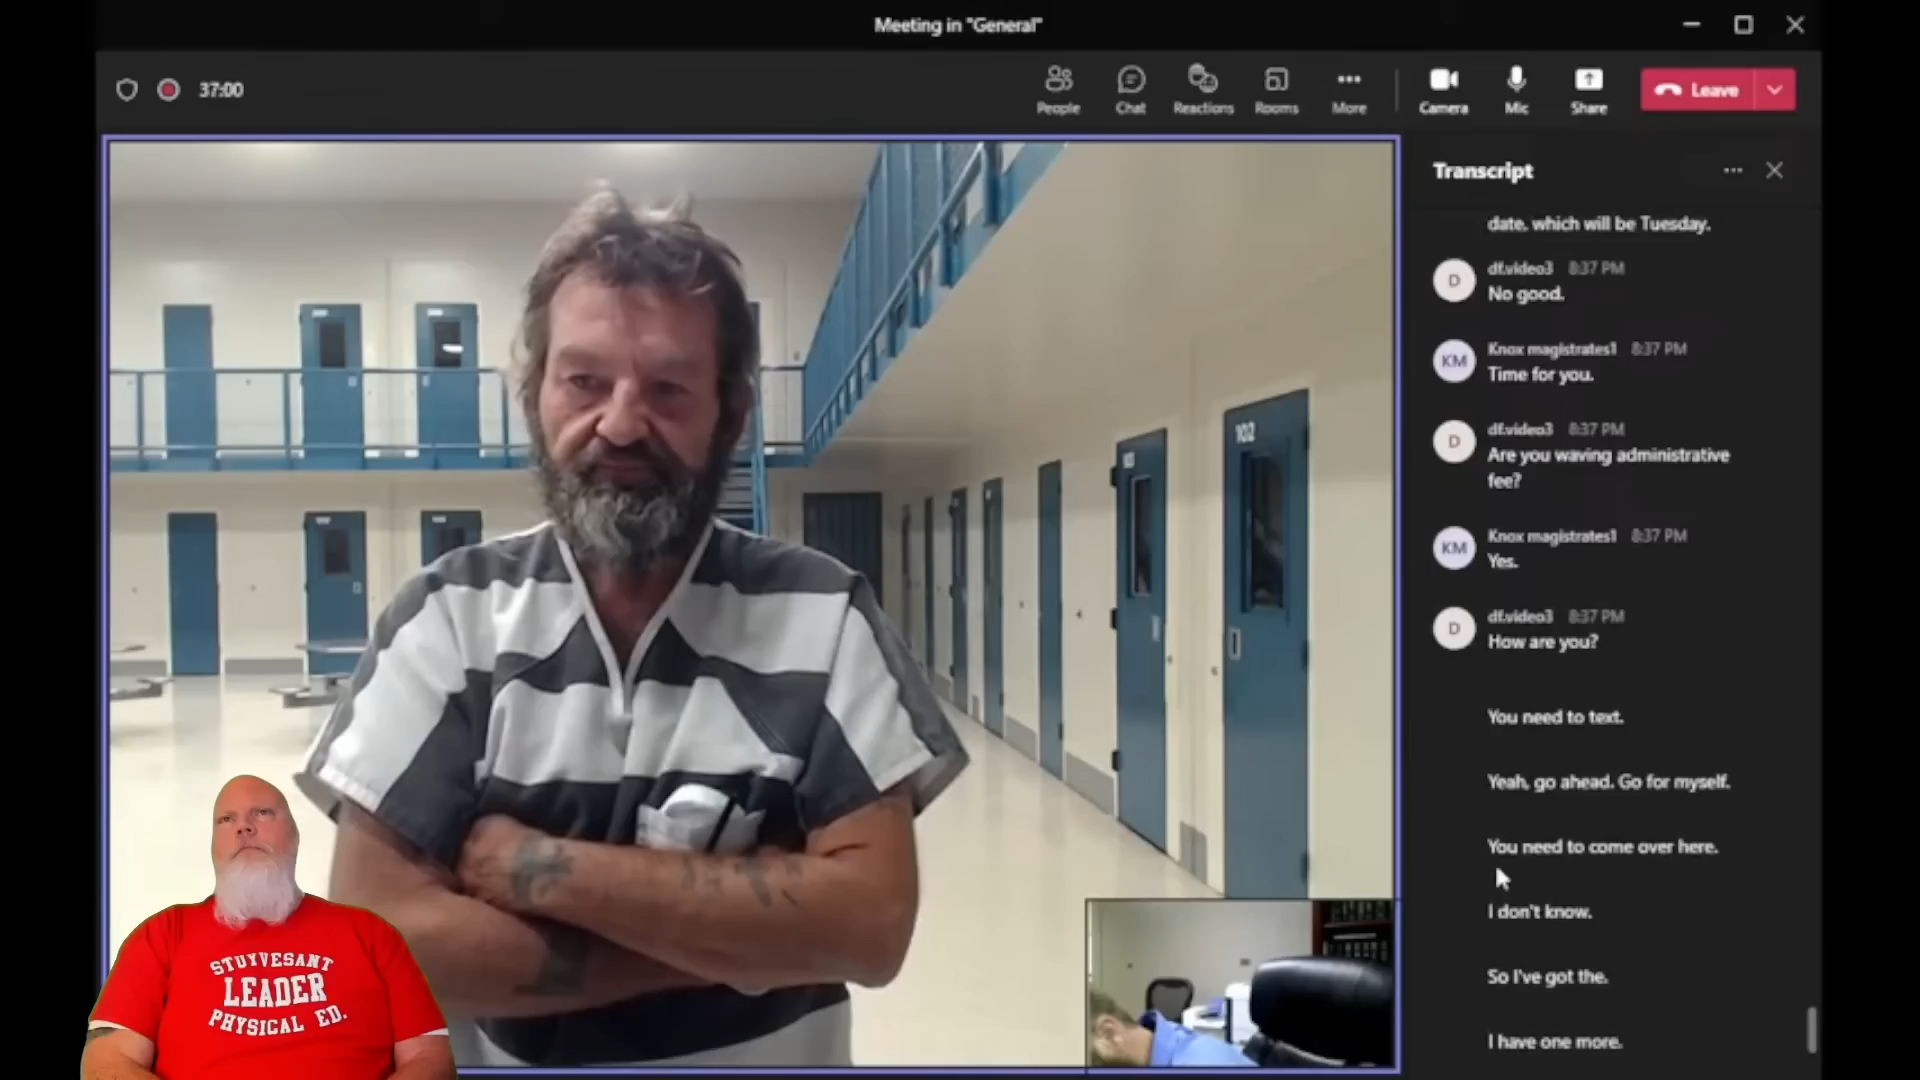 Meeting in "General"
37:00
People
Chat
Reactions
Rooms
More
Camera
Mic
Share
Leave
Transcript
date, which will be Tuesday.
D
df.video3 8:37 PM
No good.
KM
Knox magistrates1 8:37 PM
Time for you.
D
df.video3 8:37 PM
Are you waving administrative
fee?
KM
Knox magistrates1 8:37 PM
Yes.
D
df.video3 8:37 PM
How are you?
You need to text.
Yeah, go ahead. Go for myself.
You need to come over here.
I don't know.
So I've got the.
I have one more.
102
STUYVESANT
LEADER
PHYSICAL ED.